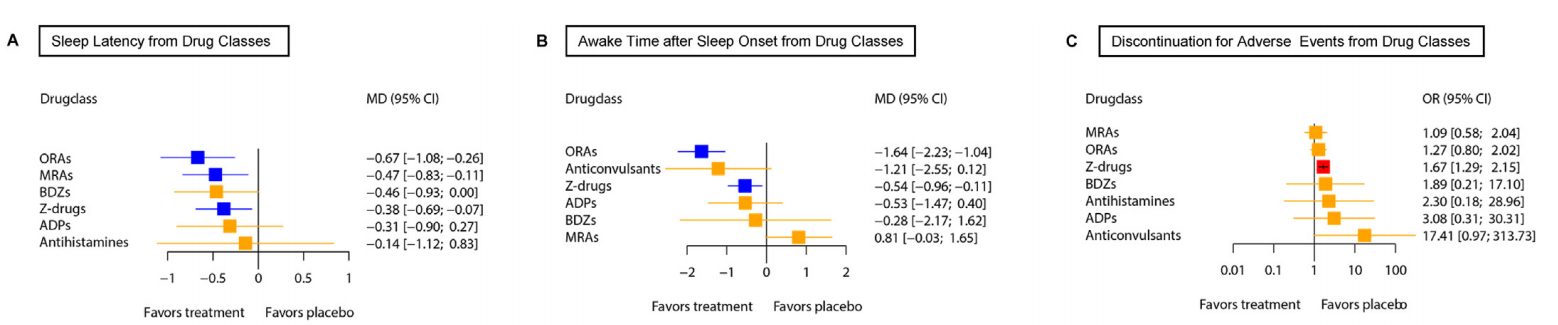 A Sleep Latency from Drug Classes
Drugclass MD (95% CI)
ORAs −0.67 [−1.08; −0.26]
MRAs −0.47 [−0.83; −0.11]
BDZs −0.46 [−0.93; 0.00]
Z-drugs −0.38 [−0.69; −0.07]
ADPs −0.31 [−0.90; 0.27]
Antihistamines −0.14 [−1.12; 0.83]
−1 −0.5 0 0.5 1
Favors treatment Favors placebo
B Awake Time after Sleep Onset from Drug Classes
Drugclass MD (95% CI)
ORAs −1.64 [−2.23; −1.04]
Anticonvulsants −1.21 [−2.55; 0.12]
Z-drugs −0.54 [−0.96; −0.11]
ADPs −0.53 [−1.47; 0.40]
BDZs −0.28 [−2.17; 1.62]
MRAs 0.81 [−0.03; 1.65]
−2 −1 0 1 2
Favors treatment Favors placebo
C Discontinuation for Adverse Events from Drug Classes
Drugclass OR (95% CI)
MRAs 1.09 [0.58; 2.04]
ORAs 1.27 [0.80; 2.02]
Z-drugs 1.67 [1.29; 2.15]
BDZs 1.89 [0.21; 17.10]
Antihistamines 2.30 [0.18; 28.96]
ADPs 3.08 [0.31; 30.31]
Anticonvulsants 17.41 [0.97; 313.73]
0.01 0.1 1 10 100
Favors treatment Favors placebo